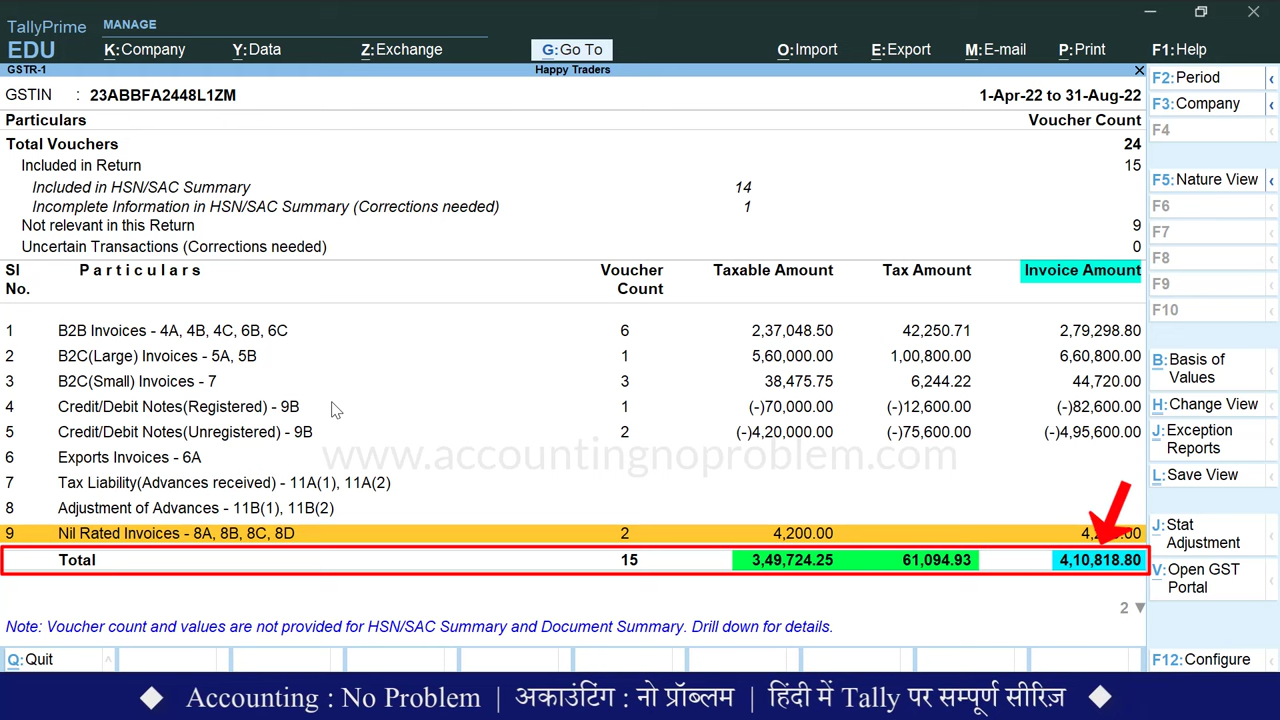 TallyPrime MANAGE
EDU K:Company Y:Data Z:Exchange G:Go To O:Import E:Export M:E-mail P:Print F1:Help
GSTR-1 Happy Traders ×
GSTIN : 23ABBFA2448L1ZM 1-Apr-22 to 31-Aug-22
Particulars Voucher Count
Total Vouchers 24
Included in Return 15
Included in HSN/SAC Summary 14
Incomplete Information in HSN/SAC Summary (Corrections needed) 1
Not relevant in this Return 9
Uncertain Transactions (Corrections needed) 0
Sl Particulars Voucher Taxable Amount Tax Amount Invoice Amount
No. Count
1 B2B Invoices - 4A, 4B, 4C, 6B, 6C 6 2,37,048.50 42,250.71 2,79,298.80
2 B2C(Large) Invoices - 5A, 5B 1 5,60,000.00 1,00,800.00 6,60,800.00
3 B2C(Small) Invoices - 7 3 38,475.75 6,244.22 44,720.00
4 Credit/Debit Notes(Registered) - 9B 1 (-)70,000.00 (-)12,600.00 (-)82,600.00
5 Credit/Debit Notes(Unregistered) - 9B 2 (-)4,20,000.00 (-)75,600.00 (-)4,95,600.00
www.accountingnoproblem.com
6 Exports Invoices - 6A
7 Tax Liability(Advances received) - 11A(1), 11A(2)
8 Adjustment of Advances - 11B(1), 11B(2)
9 Nil Rated Invoices - 8A, 8B, 8C, 8D 2 4,200.00
Total 15 3,49,724.25 61,094.93 4,10,818.80
2 ▼
Note: Voucher count and values are not provided for HSN/SAC Summary and Document Summary. Drill down for details.
Q:Quit
F2:Period
F3:Company
F4
F5:Nature View
F6
F7
F8
F9
F10
B:Basis of
Values
H:Change View
J:Exception
Reports
L:Save View
J:Stat
Adjustment
V:Open GST
Portal
F12:Configure
Accounting : No Problem | अकाउंटिंग : नो प्रॉब्लम | हिंदी में Tally पर सम्पूर्ण सीरिज़